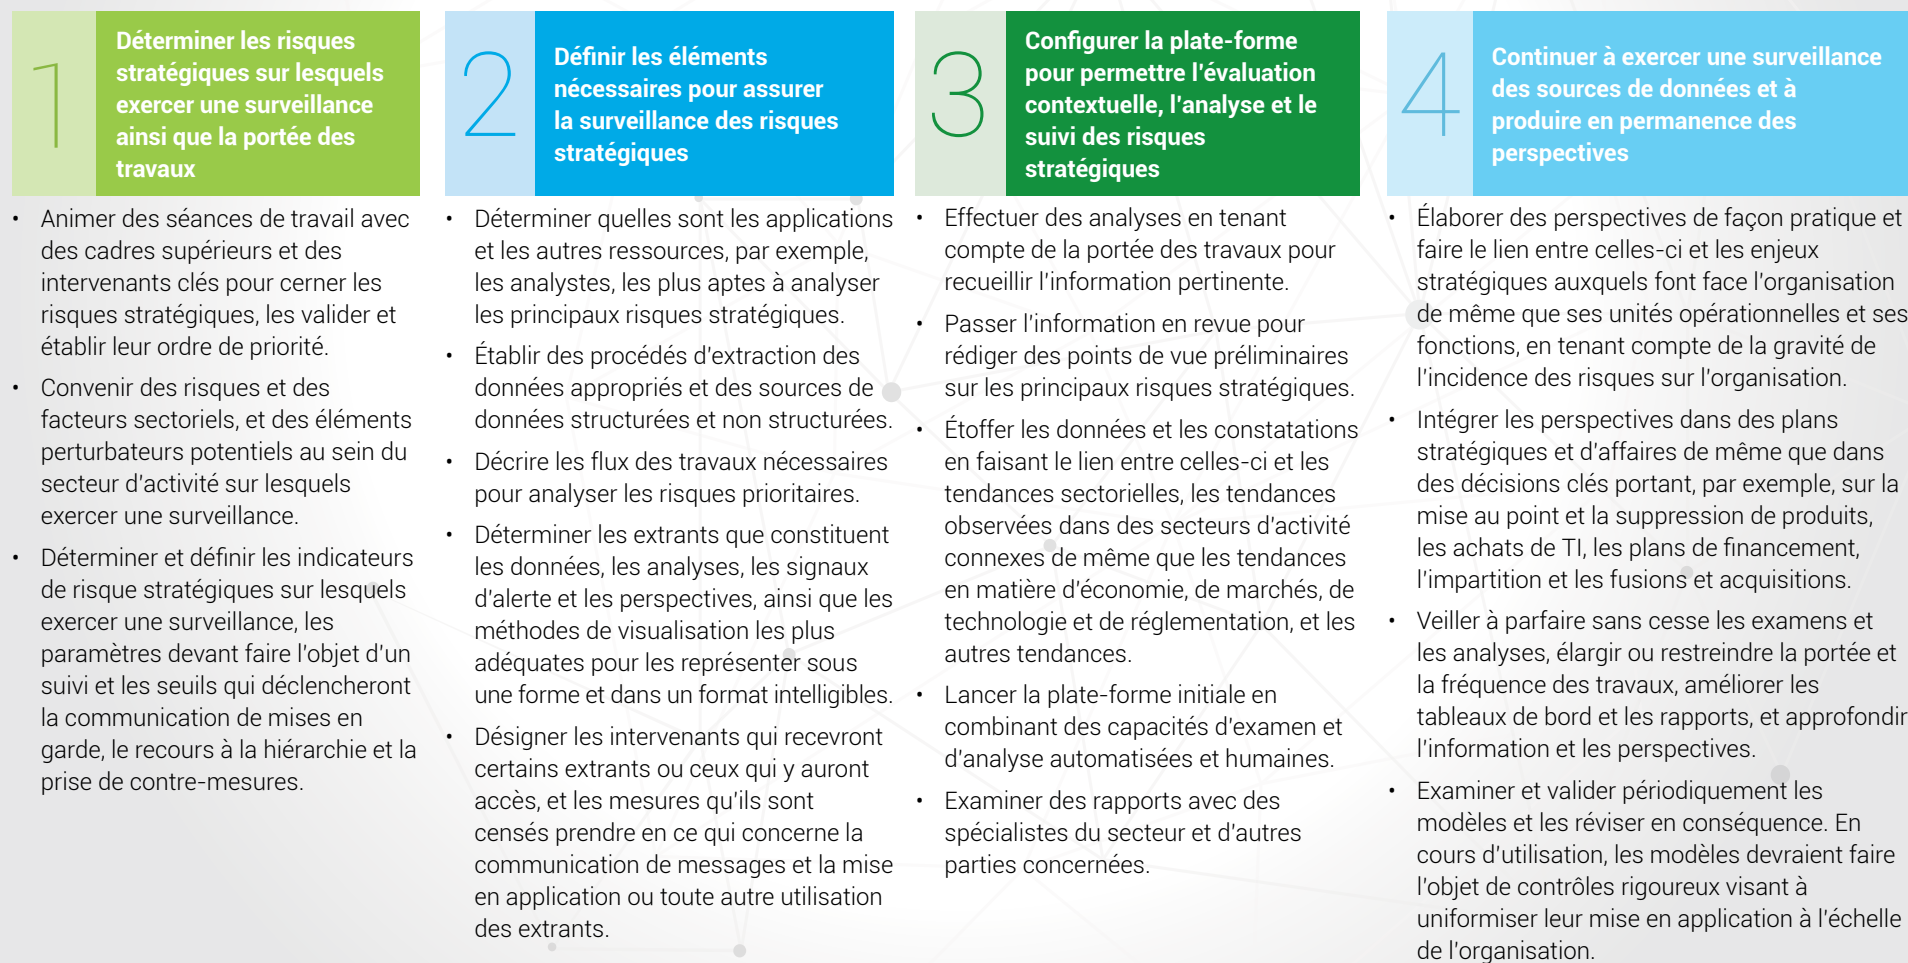 1
Déterminer les risques
stratégiques sur lesquels
exercer une surveillance
ainsi que la portée des
travaux
• Animer des séances de travail avec
des cadres supérieurs et des
intervenants clés pour cerner les
risques stratégiques, les valider et
établir leur ordre de priorité.
• Convenir des risques et des
facteurs sectoriels, et des éléments
perturbateurs potentiels au sein du
secteur d'activité sur lesquels
exercer une surveillance.
• Déterminer et définir les indicateurs
de risque stratégiques sur lesquels
exercer une surveillance, les
paramètres devant faire l'objet d'un
suivi et les seuils qui déclencheront
la communication de mises en
garde, le recours à la hiérarchie et la
prise de contre-mesures.
2
Définir les éléments
nécessaires pour assurer
la surveillance des risques
stratégiques
• Déterminer quelles sont les applications
et les autres ressources, par exemple,
les analystes, les plus aptes à analyser
les principaux risques stratégiques.
• Établir des procédés d'extraction des
données appropriés et des sources de
données structurées et non structurées.
• Décrire les flux des travaux nécessaires
pour analyser les risques prioritaires.
• Déterminer les extrants que constituent
les données, les analyses, les signaux
d'alerte et les perspectives, ainsi que les
méthodes de visualisation les plus
adéquates pour les représenter sous
une forme et dans un format intelligibles.
• Désigner les intervenants qui recevront
certains extrants ou ceux qui y auront
accès, et les mesures qu'ils sont
censés prendre en ce qui concerne la
communication de messages et la mise
en application ou toute autre utilisation
des extrants.
3
Configurer la plate-forme
pour permettre l'évaluation
contextuelle, l'analyse et le
suivi des risques
stratégiques
• Effectuer des analyses en tenant
compte de la portée des travaux pour
recueillir l'information pertinente.
• Passer l'information en revue pour
rédiger des points de vue préliminaires
sur les principaux risques stratégiques.
• Étoffer les données et les constatations
en faisant le lien entre celles-ci et les
tendances sectorielles, les tendances
observées dans des secteurs d'activité
connexes de même que les tendances
en matière d'économie, de marchés, de
technologie et de réglementation, et les
autres tendances.
• Lancer la plate-forme initiale en
combinant des capacités d'examen et
d'analyse automatisées et humaines.
• Examiner des rapports avec des
spécialistes du secteur et d'autres
parties concernées.
4
Continuer à exercer une surveillance
des sources de données et à
produire en permanence des
perspectives
• Élaborer des perspectives de façon pratique et
faire le lien entre celles-ci et les enjeux
stratégiques auxquels font face l'organisation
de même que ses unités opérationnelles et ses
fonctions, en tenant compte de la gravité de
l'incidence des risques sur l'organisation.
• Intégrer les perspectives dans des plans
stratégiques et d'affaires de même que dans
des décisions clés portant, par exemple, sur la
mise au point et la suppression de produits,
les achats de TI, les plans de financement,
l'impartition et les fusions et acquisitions.
• Veiller à parfaire sans cesse les examens et
les analyses, élargir ou restreindre la portée et
la fréquence des travaux, améliorer les
tableaux de bord et les rapports, et approfondir
l'information et les perspectives.
• Examiner et valider périodiquement les
modèles et les réviser en conséquence. En
cours d'utilisation, les modèles devraient faire
l'objet de contrôles rigoureux visant à
uniformiser leur mise en application à l'échelle
de l'organisation.